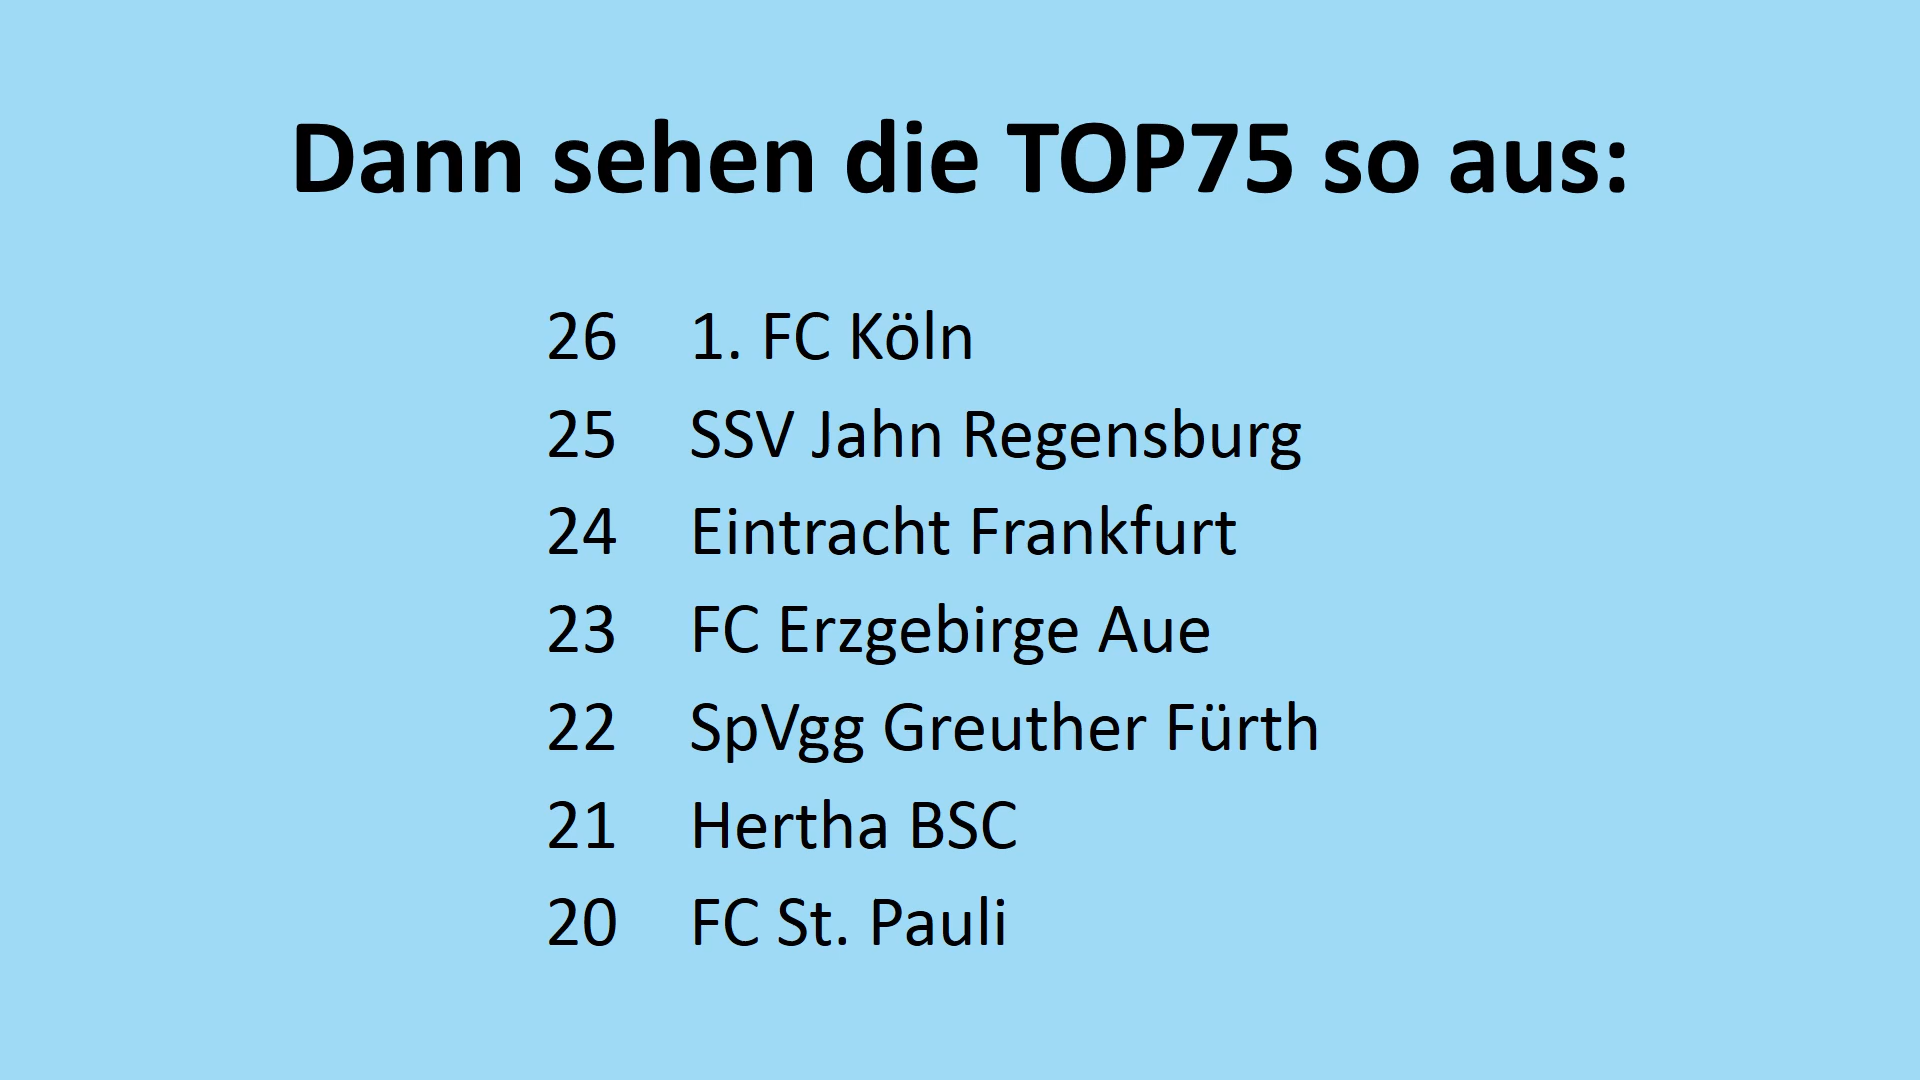 Dann sehen die TOP75 so aus:
26 1. FC Köln
25 SSV Jahn Regensburg
24 Eintracht Frankfurt
23 FC Erzgebirge Aue
22 SpVgg Greuther Fürth
21 Hertha BSC
20 FC St. Pauli